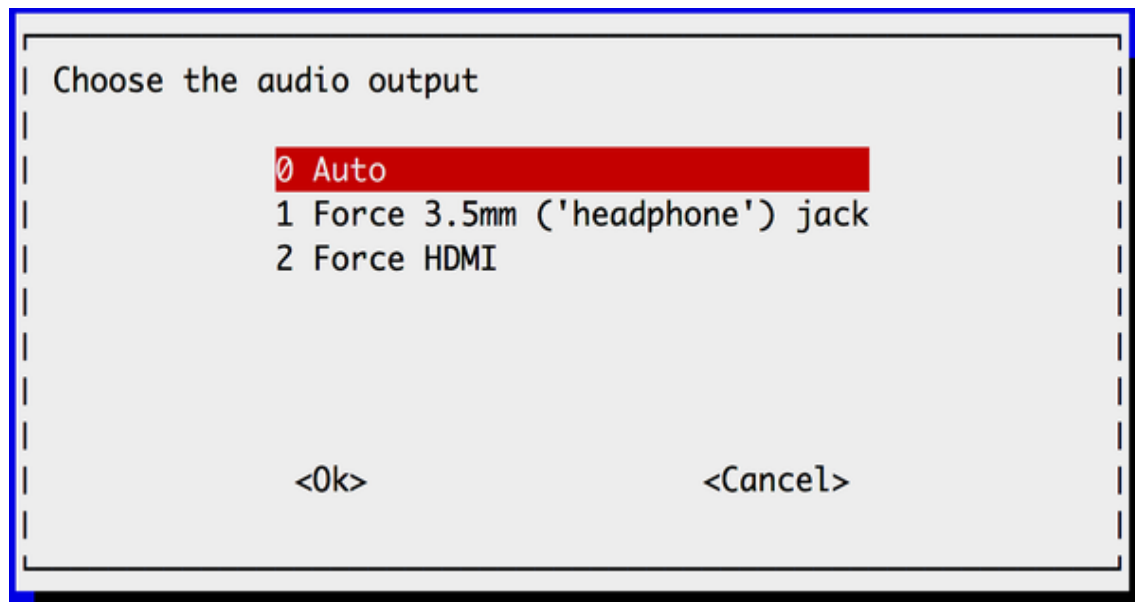 Choose the audio output
0 Auto
1 Force 3.5mm ('headphone') jack
2 Force HDMI
<Ok> <Cancel>